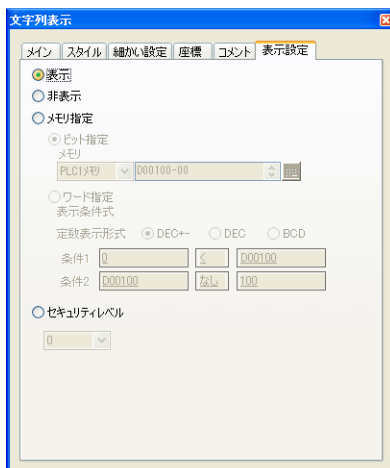 文字列表示
メイン スタイル 細かい設定 座標 コメント 表示設定
表示
非表示
メモリ指定
ビット指定
メモリ
PLC1メモリ D00100-00
ワード指定
表示条件式
定数表示形式 DEC+- DEC BCD
条件1 0 < D00100
条件2 D00100 なし 100
セキュリティレベル
0